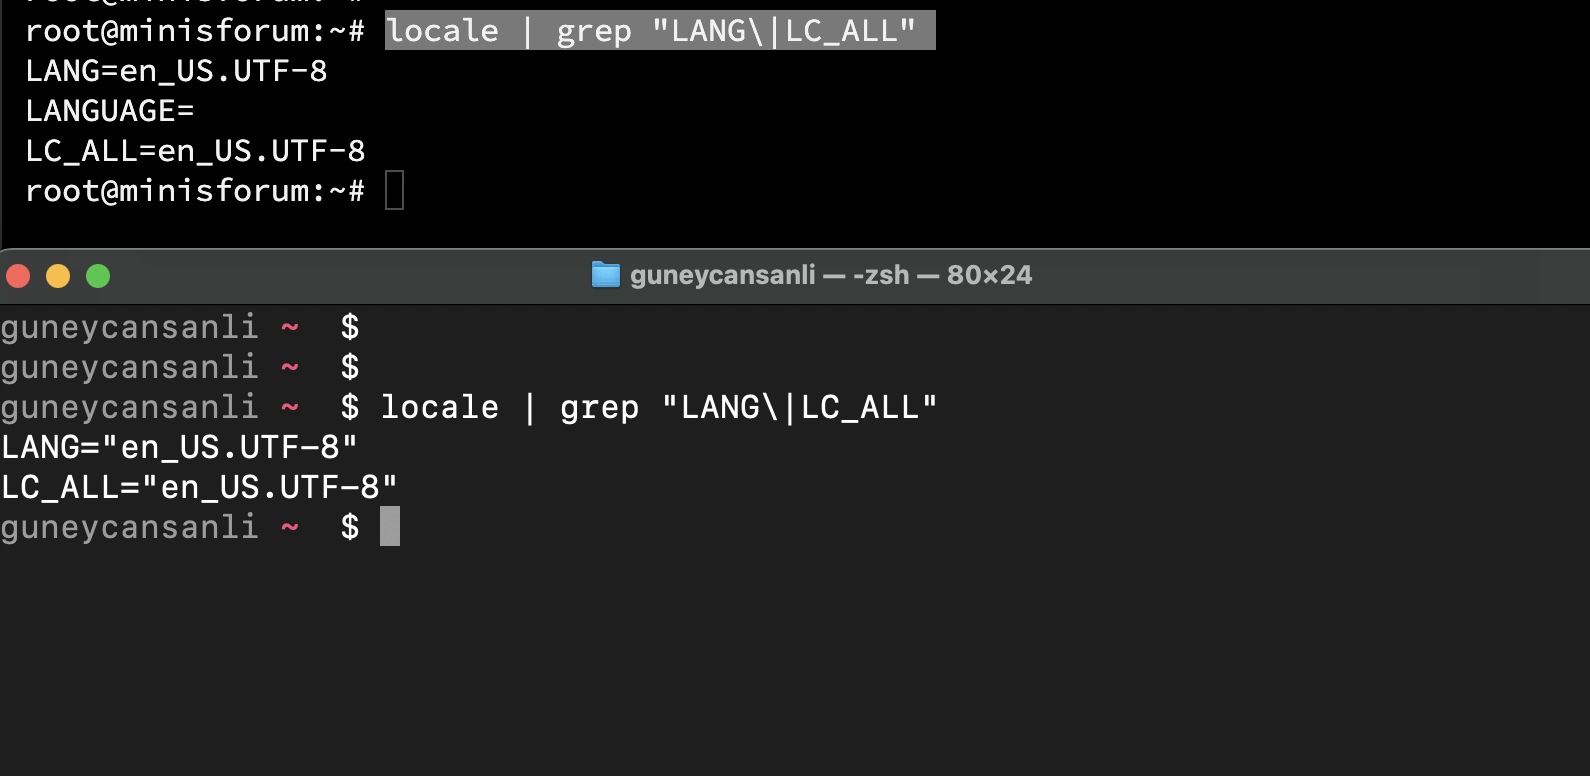 root@minisforum:~# locale | grep "LANG\|LC_ALL"
LANG=en_US.UTF-8
LANGUAGE=
LC_ALL=en_US.UTF-8
root@minisforum:~#
guneycansanli — -zsh — 80×24
guneycansanli ~ $
guneycansanli ~ $
guneycansanli ~ $ locale | grep "LANG\|LC_ALL"
LANG="en_US.UTF-8"
LC_ALL="en_US.UTF-8"
guneycansanli ~ $